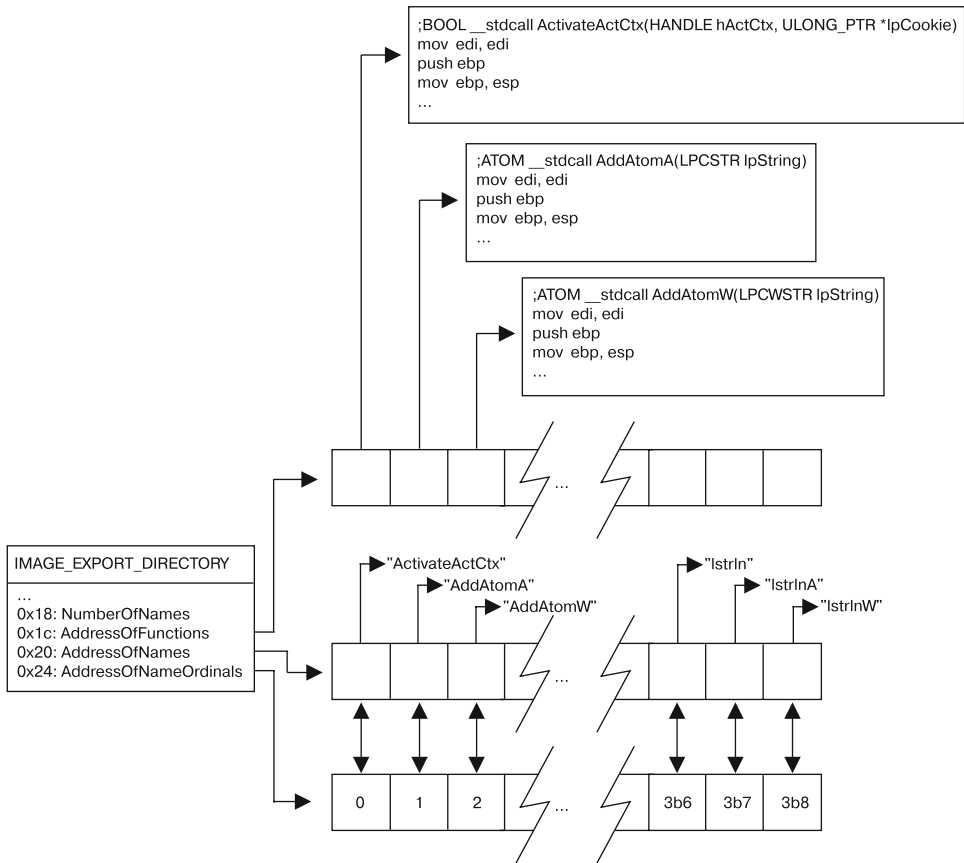 ;BOOL __stdcall ActivateActCtx(HANDLE hActCtx, ULONG_PTR *lpCookie)
mov edi, edi
push ebp
mov ebp, esp
...
;ATOM __stdcall AddAtomA(LPCSTR lpString)
mov edi, edi
push ebp
mov ebp, esp
...
;ATOM __stdcall AddAtomW(LPCWSTR lpString)
mov edi, edi
push ebp
mov ebp, esp
...
...
IMAGE_EXPORT_DIRECTORY
...
0x18: NumberOfNames
0x1c: AddressOfFunctions
0x20: AddressOfNames
0x24: AddressOfNameOrdinals
"ActivateActCtx"
"AddAtomA"
"AddAtomW"
"lstrln"
"lstrlnA"
"lstrlnW"
...
0 1 2 ... 3b6 3b7 3b8